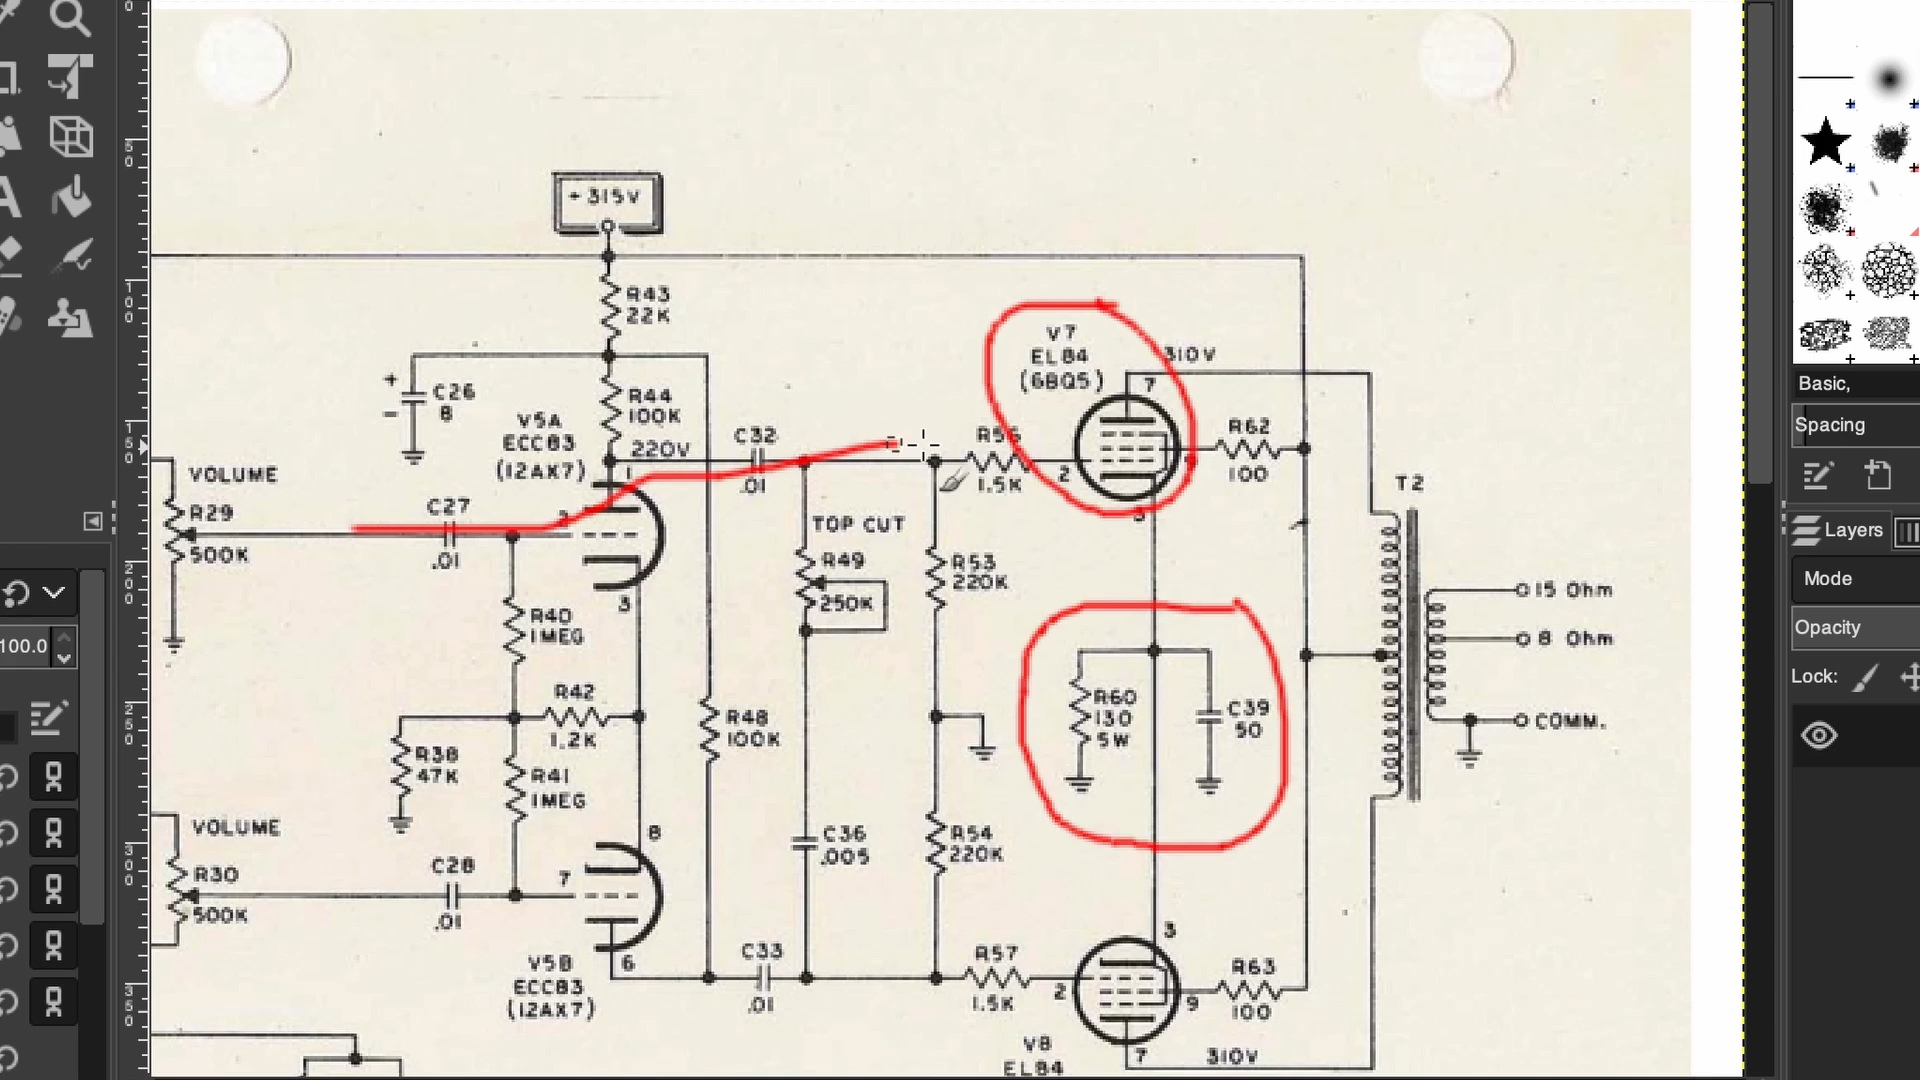 +315V
R43
22K
+
C26
8
-
R44
100K
V5A
ECC83
(12AX7)
220V
1
C32
.01
V7
EL84
(6BQ5)
310V
7
R62
100
2
1.5K
VOLUME
R29
500K
C27
.01
3
TOP CUT
R49
250K
R53
220K
T2
15 Ohm
8 Ohm
COMM.
R40
1MEG
R42
1.2K
R38
47K
R41
1MEG
R48
100K
R60
130
5W
C39
50
VOLUME
R30
500K
C28
.01
8
7
6
V5B
ECC83
(12AX7)
C36
.005
R54
220K
C33
.01
R57
1.5K
2
3
9
R63
100
V8
EL84
7
310V
Basic,
Spacing
Layers
Mode
Opacity
Lock:
100.0